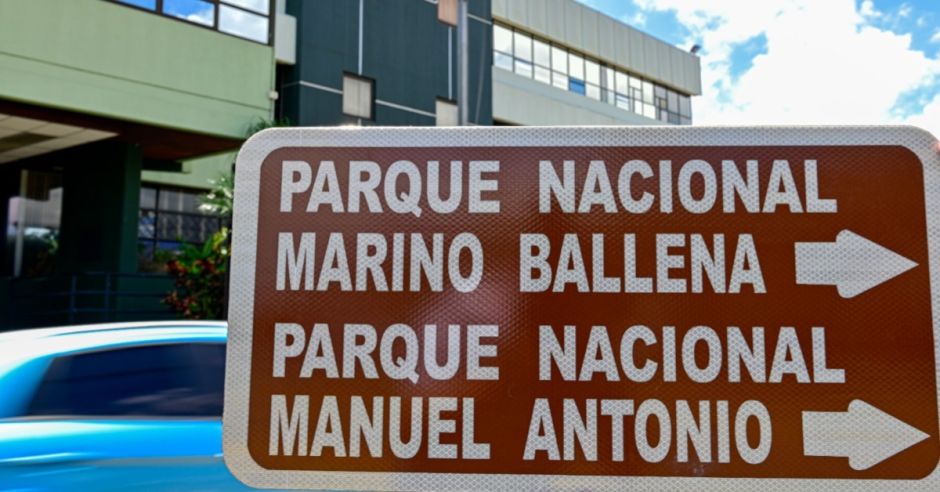 PARQUE NACIONAL
MARINO BALLENA
PARQUE NACIONAL
MANUEL ANTONIO